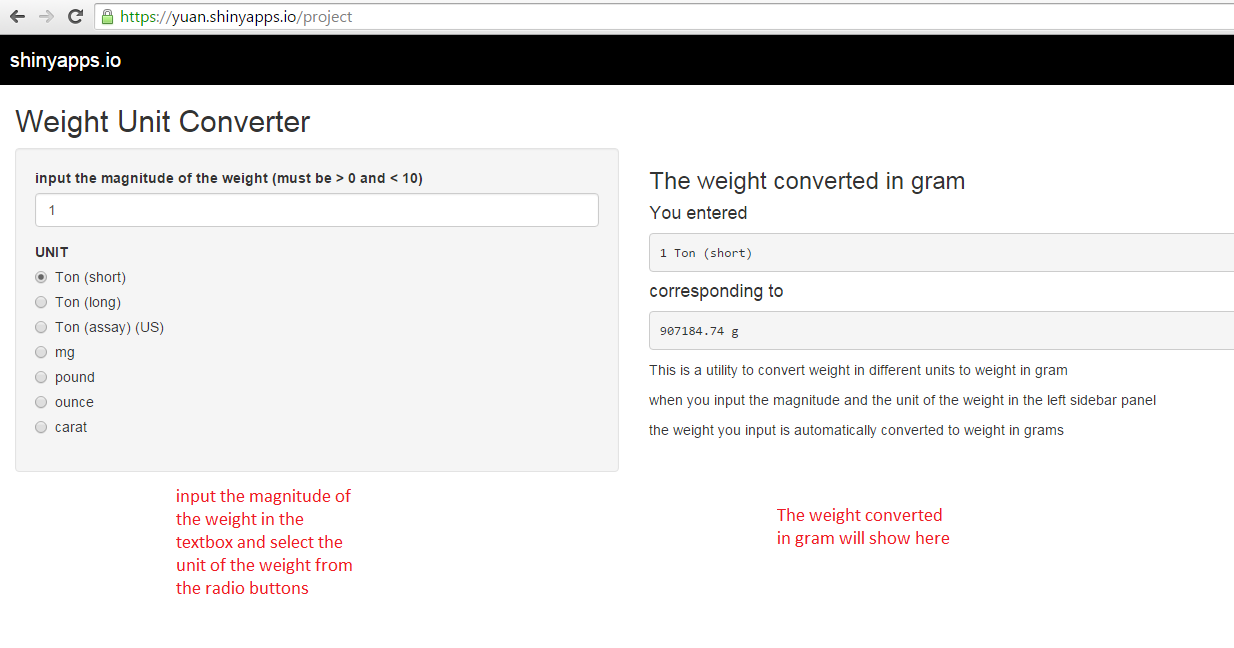 https://yuan.shinyapps.io/project
shinyapps.io
Weight Unit Converter
input the magnitude of the weight (must be > 0 and < 10)
1
UNIT
Ton (short)
Ton (long)
Ton (assay) (US)
mg
pound
ounce
carat
The weight converted in gram
You entered
1 Ton (short)
corresponding to
907184.74 g
This is a utility to convert weight in different units to weight in gram
when you input the magnitude and the unit of the weight in the left sidebar panel
the weight you input is automatically converted to weight in grams
input the magnitude of
the weight in the
textbox and select the
unit of the weight from
the radio buttons
The weight converted
in gram will show here